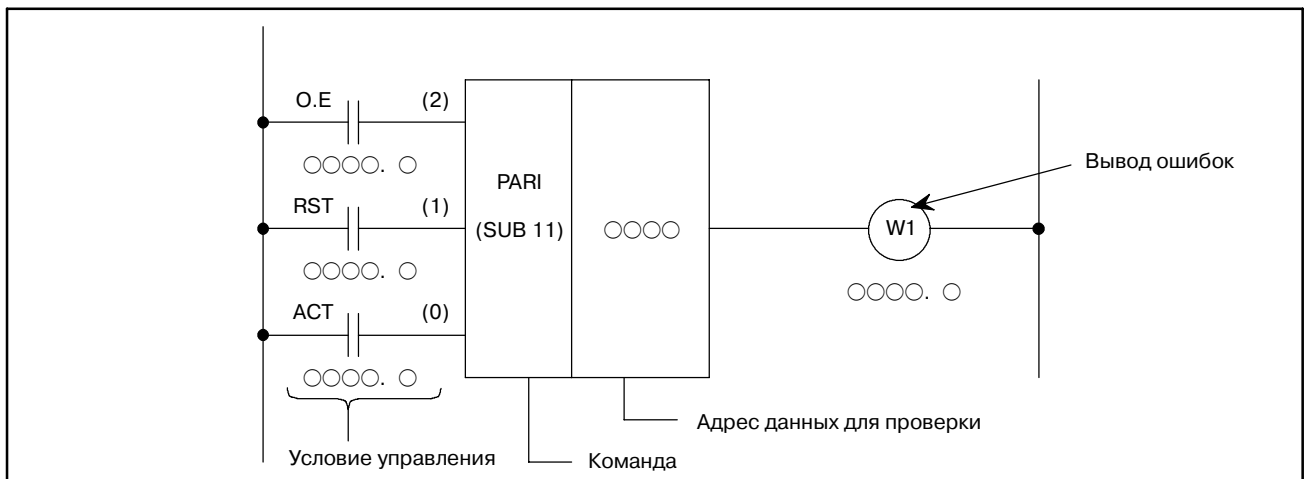 O.E (2)
○○○○. ○
RST (1)
○○○○. ○
ACT (0)
○○○○. ○
PARI
(SUB 11)
○○○○
W1
○○○○. ○
Вывод ошибок
Адрес данных для проверки
Условие управления
Команда